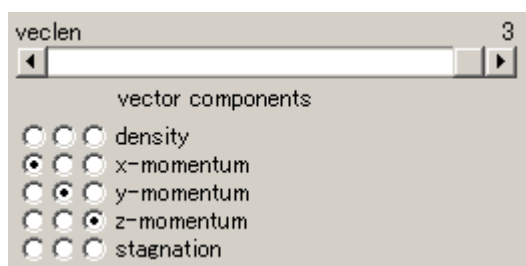 veclen 3
vector components
density
x-momentum
y-momentum
z-momentum
stagnation